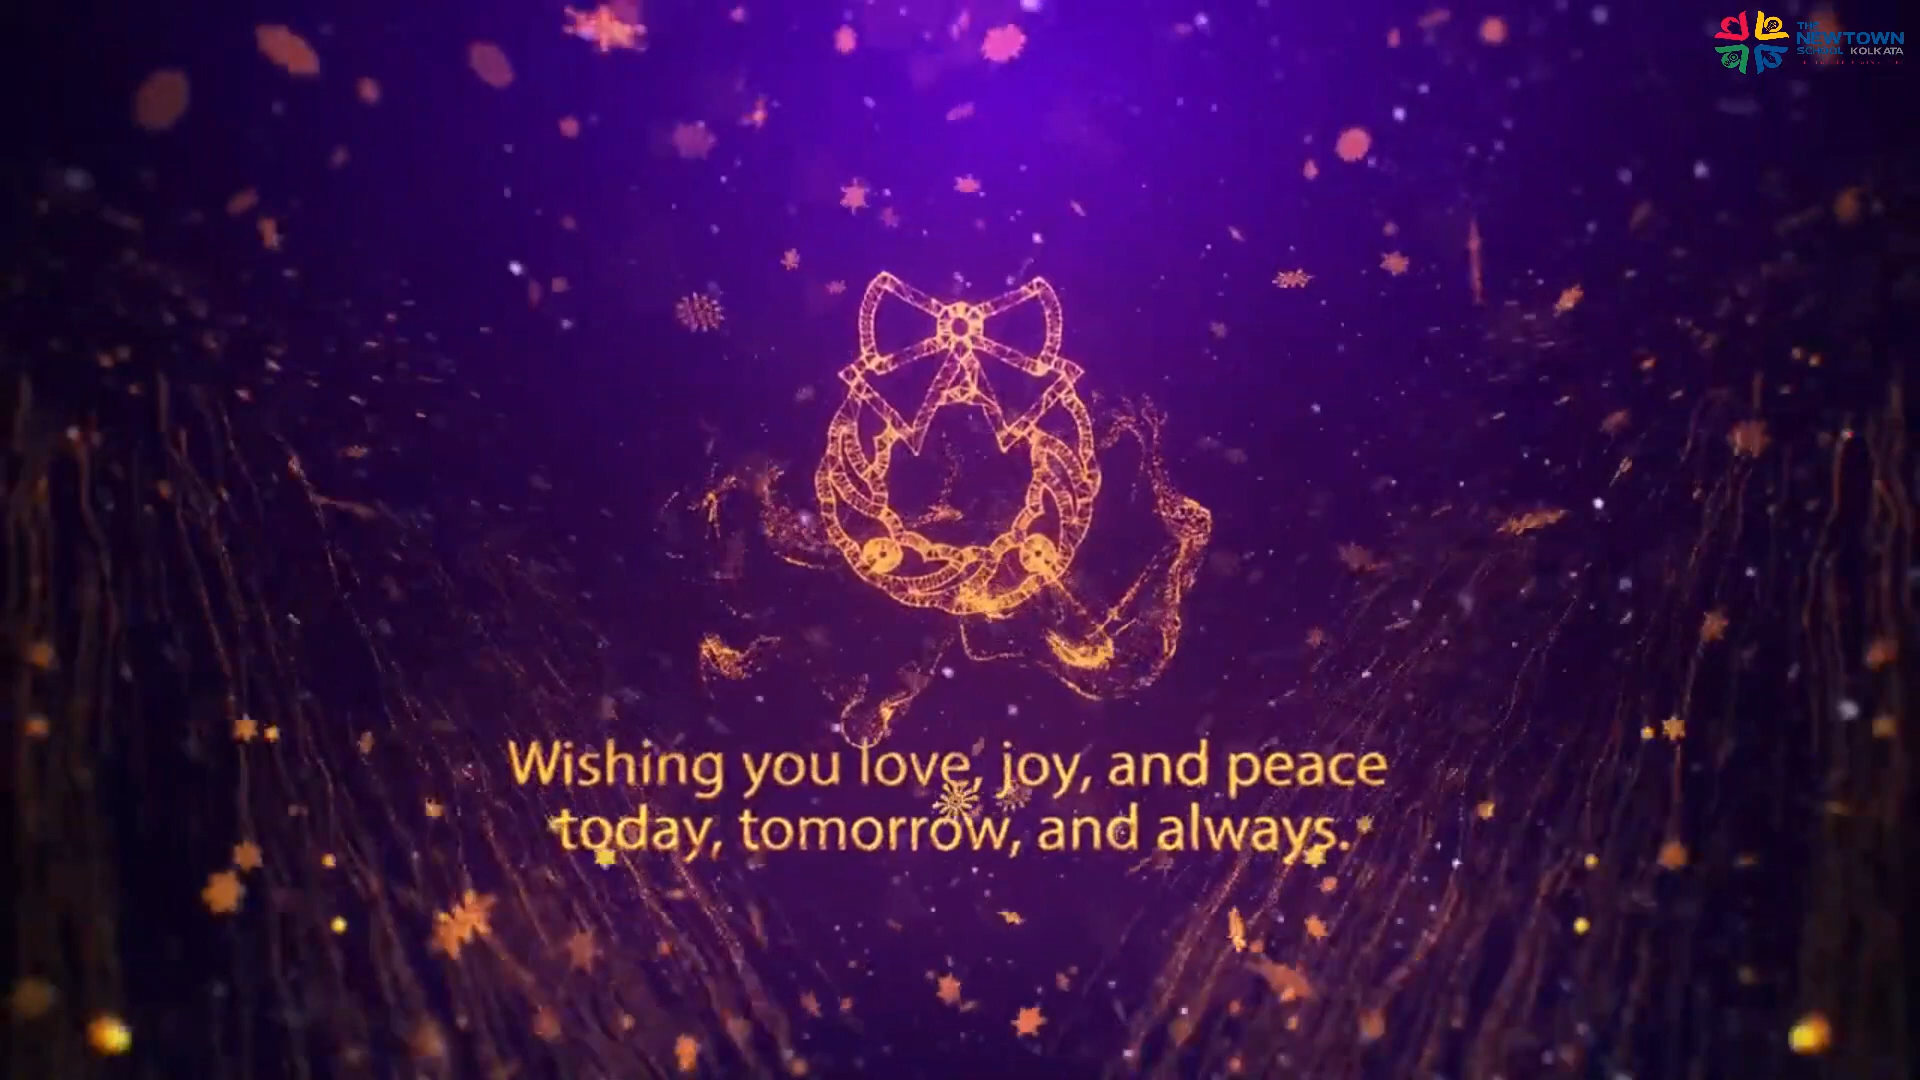 THE
NEWTOWN
SCHOOL KOLKATA
Wishing you love, joy, and peace
today, tomorrow, and always.